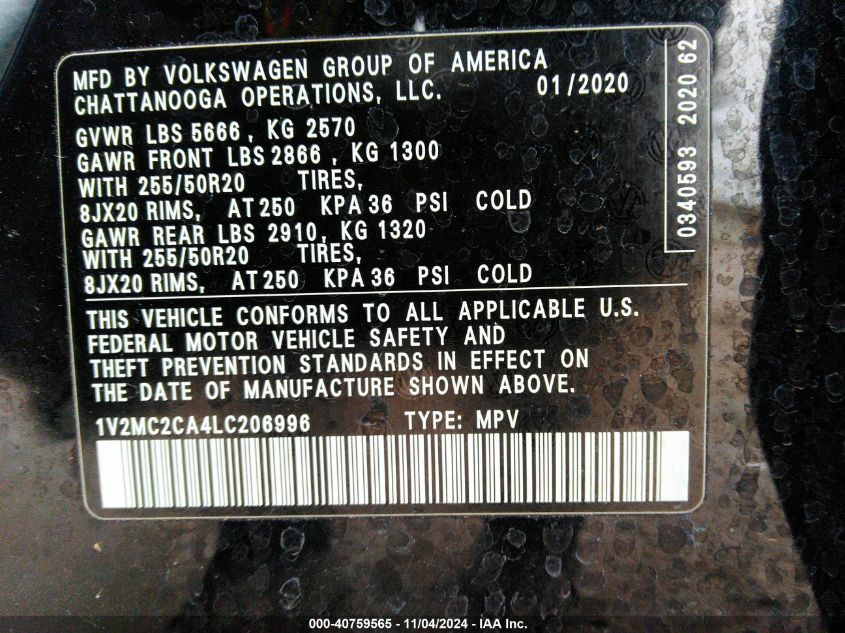 MFD BY VOLKSWAGEN GROUP OF AMERICA
CHATTANOOGA OPERATIONS, LLC. 01/2020
GVWR LBS 5666, KG 2570
GAWR FRONT LBS 2866, KG 1300
WITH 255/50R20 TIRES,
8JX20 RIMS, AT 250 KPA 36 PSI COLD
GAWR REAR LBS 2910, KG 1320
WITH 255/50R20 TIRES,
8JX20 RIMS, AT 250 KPA 36 PSI COLD
THIS VEHICLE CONFORMS TO ALL APPLICABLE U.S.
FEDERAL MOTOR VEHICLE SAFETY AND
THEFT PREVENTION STANDARDS IN EFFECT ON
THE DATE OF MANUFACTURE SHOWN ABOVE.
1V2MC2CA4LC206996 TYPE: MPV
0340593 2020 62
000-40759565 - 11/04/2024 - IAA Inc.